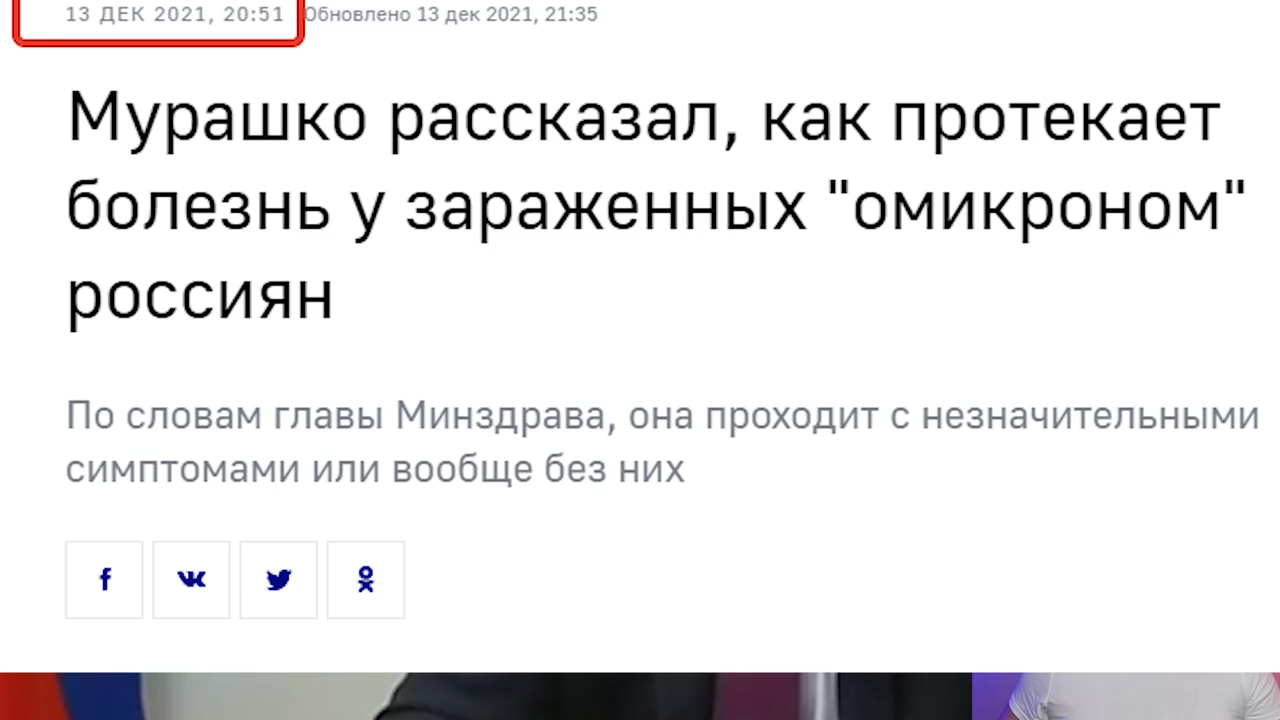 13 ДЕК 2021, 20:51 Обновлено 13 дек 2021, 21:35
Мурашко рассказал, как протекает
болезнь у зараженных "омикроном"
россиян
По словам главы Минздрава, она проходит с незначительными
симптомами или вообще без них